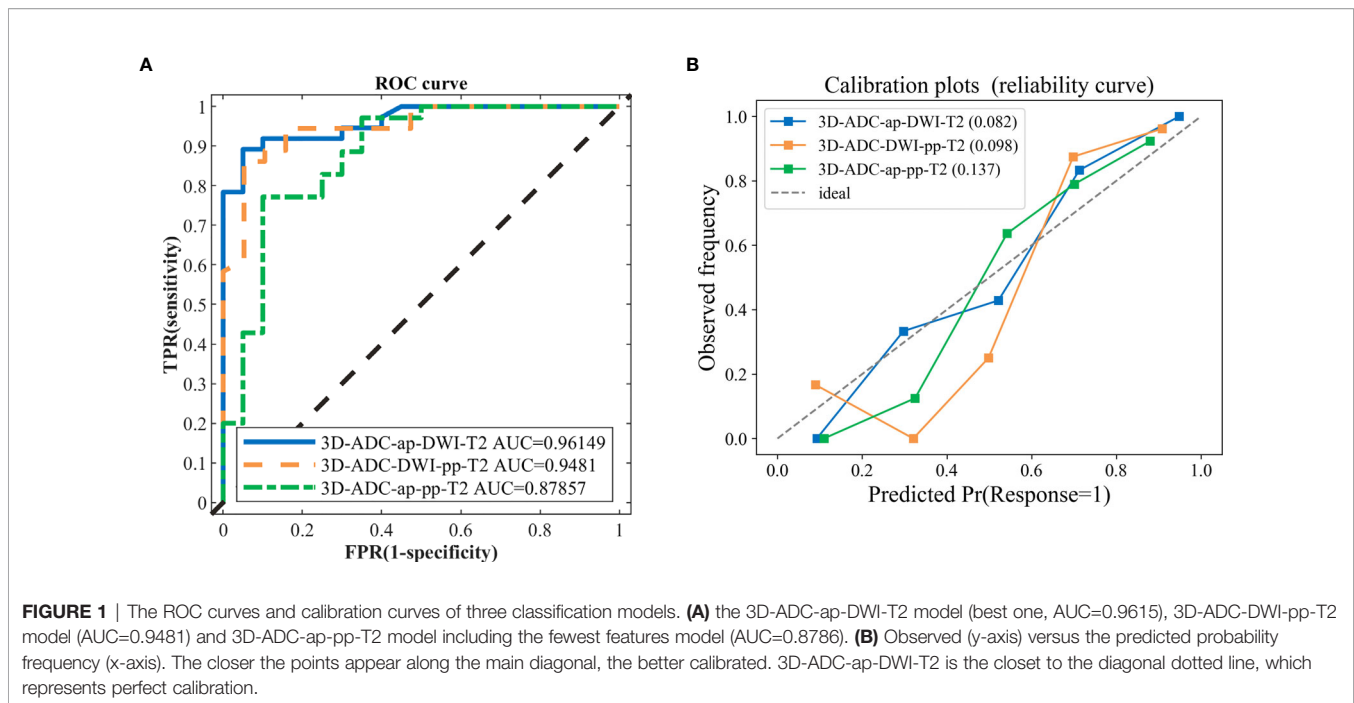 A
ROC curve
1
0.9
0.8
0.7
0.6
0.5
0.4
0.3
0.2
0.1
0
TPR(sensitivity)
3D-ADC-ap-DWI-T2 AUC=0.96149
3D-ADC-DWI-pp-T2 AUC=0.9481
3D-ADC-ap-pp-T2 AUC=0.87857
0 0.2 0.4 0.6 0.8 1
FPR(1-specificity)
B
Calibration plots (reliability curve)
1.0
0.8
0.6
0.4
0.2
0.0
Observed frequency
3D-ADC-ap-DWI-T2 (0.082)
3D-ADC-DWI-pp-T2 (0.098)
3D-ADC-ap-pp-T2 (0.137)
ideal
0.0 0.2 0.4 0.6 0.8 1.0
Predicted Pr(Response=1)
FIGURE 1 | The ROC curves and calibration curves of three classification models. (A) the 3D-ADC-ap-DWI-T2 model (best one, AUC=0.9615), 3D-ADC-DWI-pp-T2
model (AUC=0.9481) and 3D-ADC-ap-pp-T2 model including the fewest features model (AUC=0.8786). (B) Observed (y-axis) versus the predicted probability
frequency (x-axis). The closer the points appear along the main diagonal, the better calibrated. 3D-ADC-ap-DWI-T2 is the closet to the diagonal dotted line, which
represents perfect calibration.